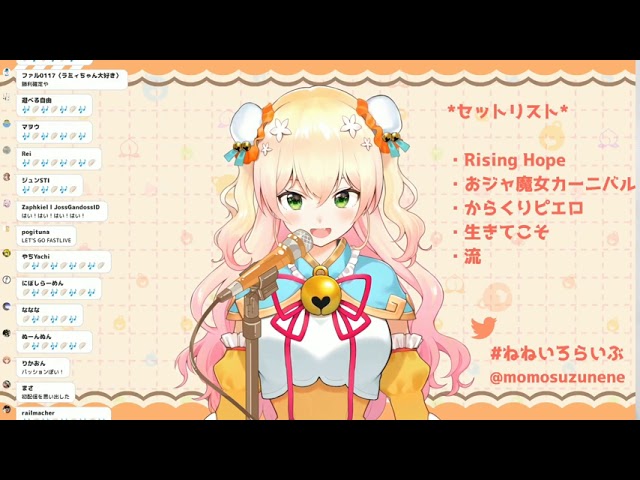 ファル0117〈ラミィちゃん大好き〉
勝利確定や
遊べる自由
マヲウ
Rei
ジュンSTI
Zaphkiel I JossGandossID
はい！はい！はい！はい！
pogituna
LET'S GO FASTLIVE
やちYachi
にぼしらーめん
ななな
ぬーんぬん
りかおん
パッションぽい！
まさ
初配信を思い出した
railmacher
*セットリスト*
・Rising Hope
・おジャ魔女カーニバル
・からくりピエロ
・生きてこそ
・流
#ねねいろらいぶ
@momosuzunene